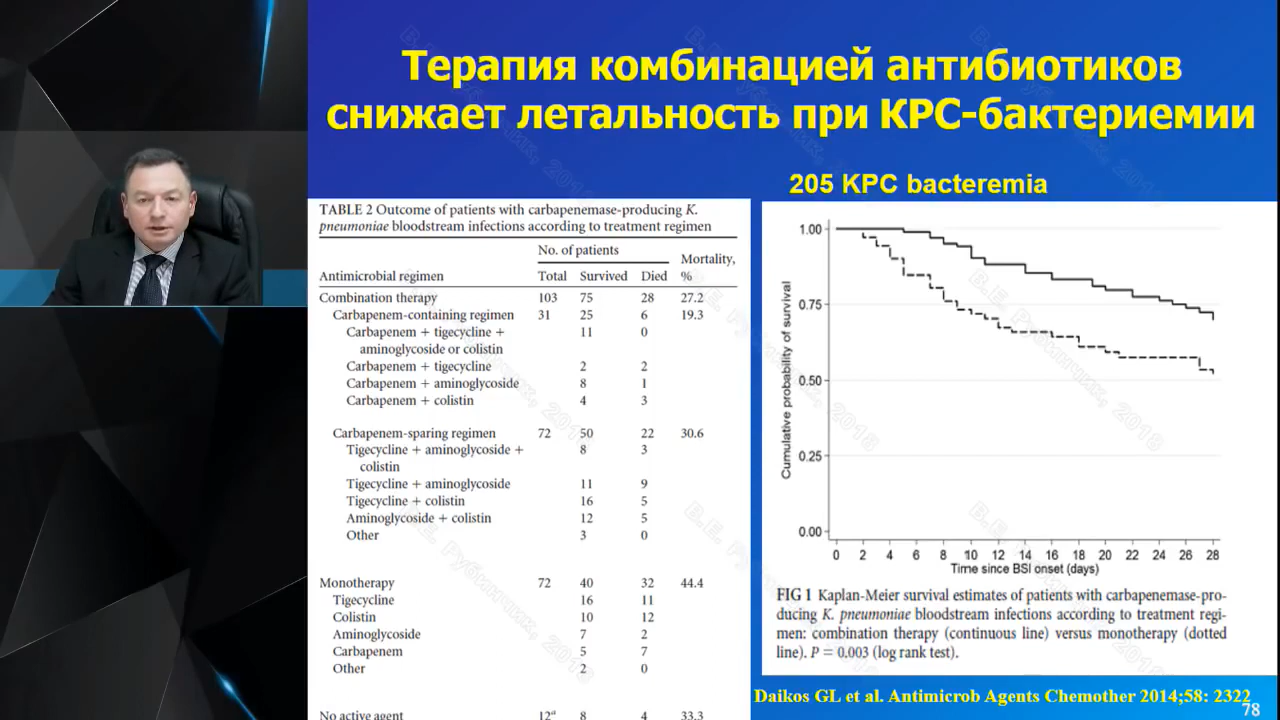 Терапия комбинацией антибиотиков
снижает летальность при КРС-бактериемии
205 KPC bacteremia
TABLE 2 Outcome of patients with carbapenemase-producing K.
pneumoniae bloodstream infections according to treatment regimen
No. of patients
Mortality,
Antimicrobial regimen Total Survived Died %
Combination therapy 103 75 28 27.2
Carbapenem-containing regimen 31 25 6 19.3
Carbapenem + tigecycline + 11 0
aminoglycoside or colistin
Carbapenem + tigecycline 2 2
Carbapenem + aminoglycoside 8 1
Carbapenem + colistin 4 3
Carbapenem-sparing regimen 72 50 22 30.6
Tigecycline + aminoglycoside + 8 3
colistin
Tigecycline + aminoglycoside 11 9
Tigecycline + colistin 16 5
Aminoglycoside + colistin 12 5
Other 3 0
Monotherapy 72 40 32 44.4
Tigecycline 16 11
Colistin 10 12
Aminoglycoside 7 2
Carbapenem 5 7
Other 2 0
No active agent 12a 8 4 33.3
Cumulative probability of survival
1.00
0.75
0.50
0.25
0.00
0 2 4 6 8 10 12 14 16 18 20 22 24 26 28
Time since BSI onset (days)
FIG 1 Kaplan-Meier survival estimates of patients with carbapenemase-pro-
ducing K. pneumoniae bloodstream infections according to treatment regi-
men: combination therapy (continuous line) versus monotherapy (dotted
line). P = 0.003 (log rank test).
Daikos GL et al. Antimicrob Agents Chemother 2014;58: 2322
78
В.Е. Рубинчик, 2018